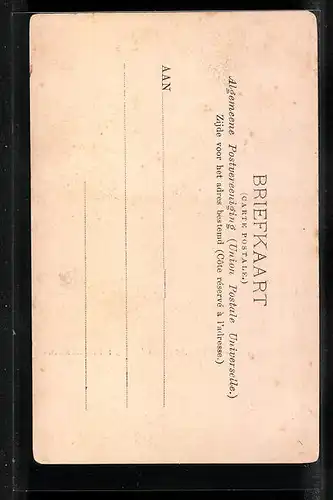 BRIEFKAART
(CARTE POSTALE.)
Algemeene Postvereeniging (Union Postale Universelle.)
Zijde voor het adres bestemd (Côte réservé à l'adresse.)
AAN